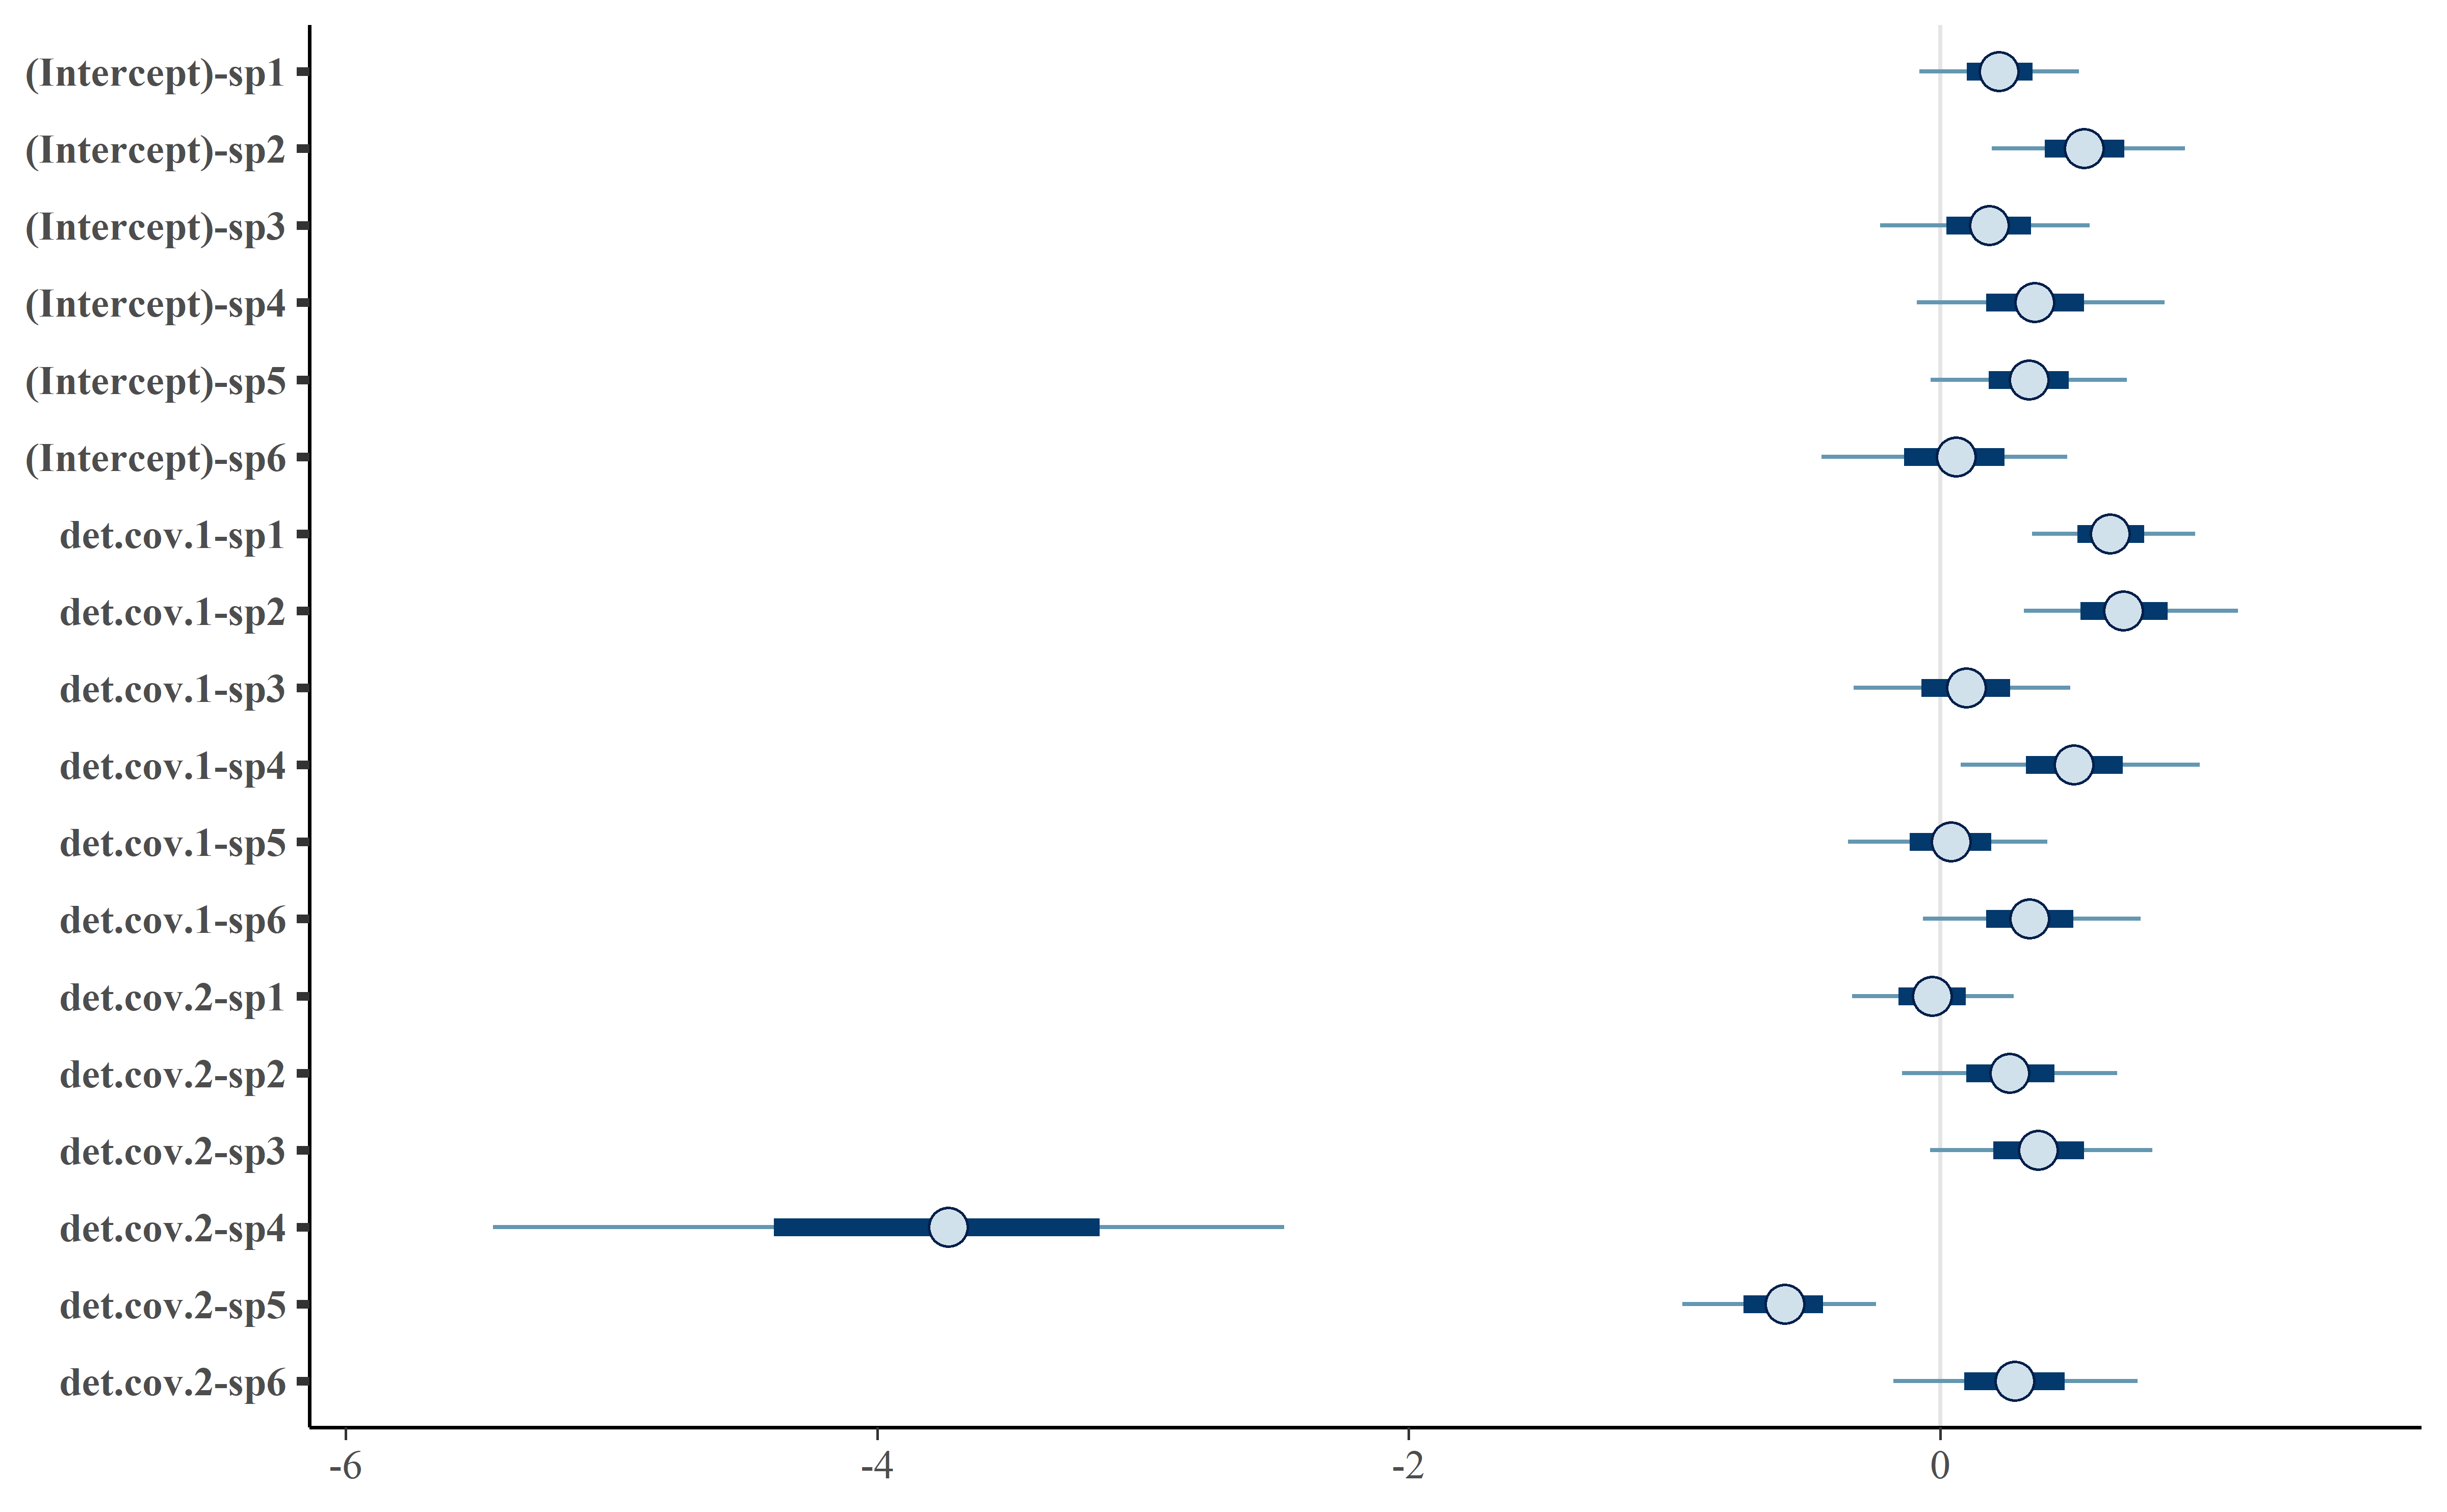 (Intercept)-sp1
(Intercept)-sp2
(Intercept)-sp3
(Intercept)-sp4
(Intercept)-sp5
(Intercept)-sp6
det.cov.1-sp1
det.cov.1-sp2
det.cov.1-sp3
det.cov.1-sp4
det.cov.1-sp5
det.cov.1-sp6
det.cov.2-sp1
det.cov.2-sp2
det.cov.2-sp3
det.cov.2-sp4
det.cov.2-sp5
det.cov.2-sp6
-6 -4 -2 0